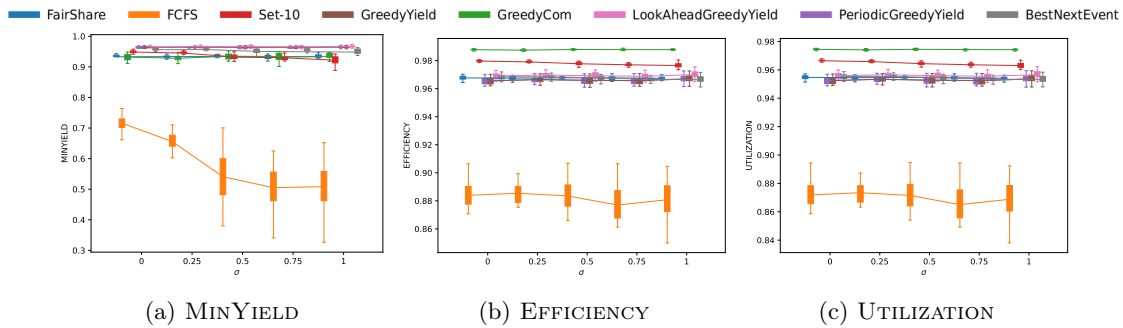 FairShare FCFS Set-10 GreedyYield GreedyCom LookAheadGreedyYield PeriodicGreedyYield BestNextEvent
MINYIELD
1.0
0.9
0.8
0.7
0.6
0.5
0.4
0.3
0 0.25 0.5 0.75 1
σ
(a) MINYIELD
EFFICIENCY
0.98
0.96
0.94
0.92
0.90
0.88
0.86
0 0.25 0.5 0.75 1
σ
(b) EFFICIENCY
UTILIZATION
0.98
0.96
0.94
0.92
0.90
0.88
0.86
0.84
0 0.25 0.5 0.75 1
σ
(c) UTILIZATION